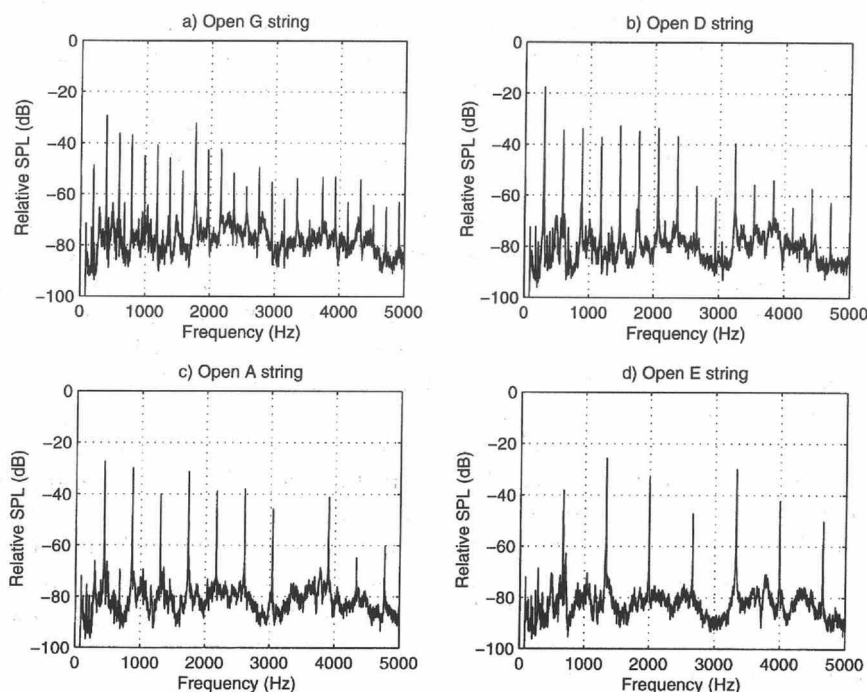 a) Open G string
0
−20
−40
−60
−80
−100
Relative SPL (dB)
0 1000 2000 3000 4000 5000
Frequency (Hz)
b) Open D string
0
−20
−40
−60
−80
−100
Relative SPL (dB)
0 1000 2000 3000 4000 5000
Frequency (Hz)
c) Open A string
0
−20
−40
−60
−80
−100
Relative SPL (dB)
0 1000 2000 3000 4000 5000
Frequency (Hz)
d) Open E string
0
−20
−40
−60
−80
−100
Relative SPL (dB)
0 1000 2000 3000 4000 5000
Frequency (Hz)